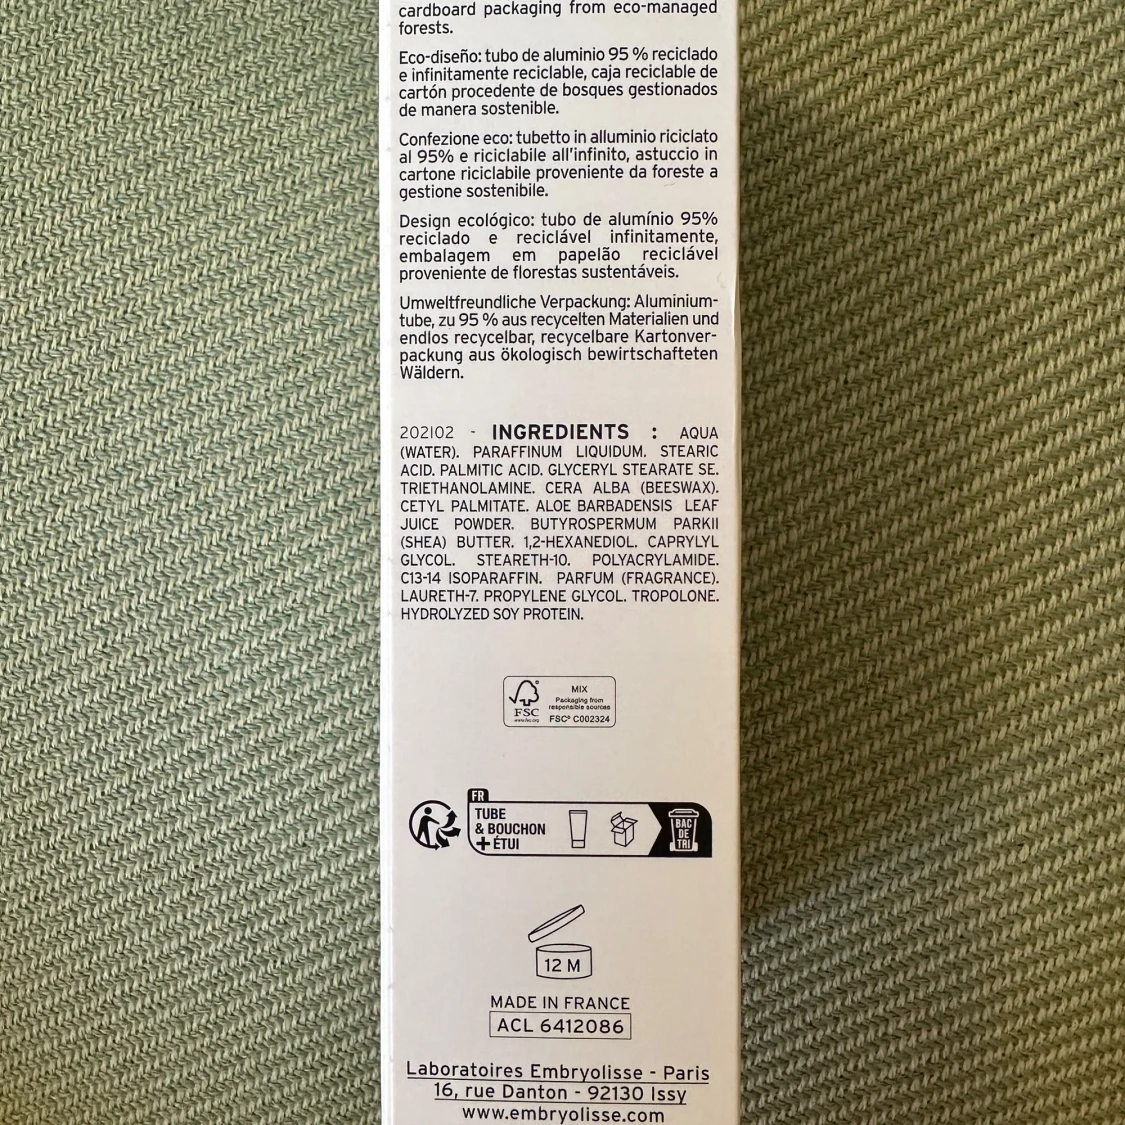 cardboard packaging from eco-managed
forests.
Eco-diseño: tubo de aluminio 95 % reciclado
e infinitamente reciclable, caja reciclable de
cartón procedente de bosques gestionados
de manera sostenible.
Confezione eco: tubetto in alluminio riciclato
al 95% e riciclabile all'infinito, astuccio in
cartone riciclabile proveniente da foreste a
gestione sostenibile.
Design ecológico: tubo de alumínio 95%
reciclado e reciclável infinitamente,
embalagem em papelão reciclável
proveniente de florestas sustentáveis.
Umweltfreundliche Verpackung: Aluminium-
tube, zu 95 % aus recycelten Materialien und
endlos recycelbar, recycelbare Kartonver-
packung aus ökologisch bewirtschafteten
Wäldern.
202102 - INGREDIENTS : AQUA
(WATER). PARAFFINUM LIQUIDUM. STEARIC
ACID. PALMITIC ACID. GLYCERYL STEARATE SE.
TRIETHANOLAMINE. CERA ALBA (BEESWAX).
CETYL PALMITATE. ALOE BARBADENSIS LEAF
JUICE POWDER. BUTYROSPERMUM PARKII
(SHEA) BUTTER. 1,2-HEXANEDIOL. CAPRYLYL
GLYCOL. STEARETH-10. POLYACRYLAMIDE.
C13-14 ISOPARAFFIN. PARFUM (FRAGRANCE).
LAURETH-7. PROPYLENE GLYCOL. TROPOLONE.
HYDROLYZED SOY PROTEIN.
FSC®
www.fsc.org
MIX
Packaging from
responsible sources
FSC® C002324
FR
TUBE
& BOUCHON
+ ÉTUI
BAC
DE
TRI
12 M
MADE IN FRANCE
ACL 6412086
Laboratoires Embryolisse - Paris
16, rue Danton - 92130 Issy
www.embryolisse.com